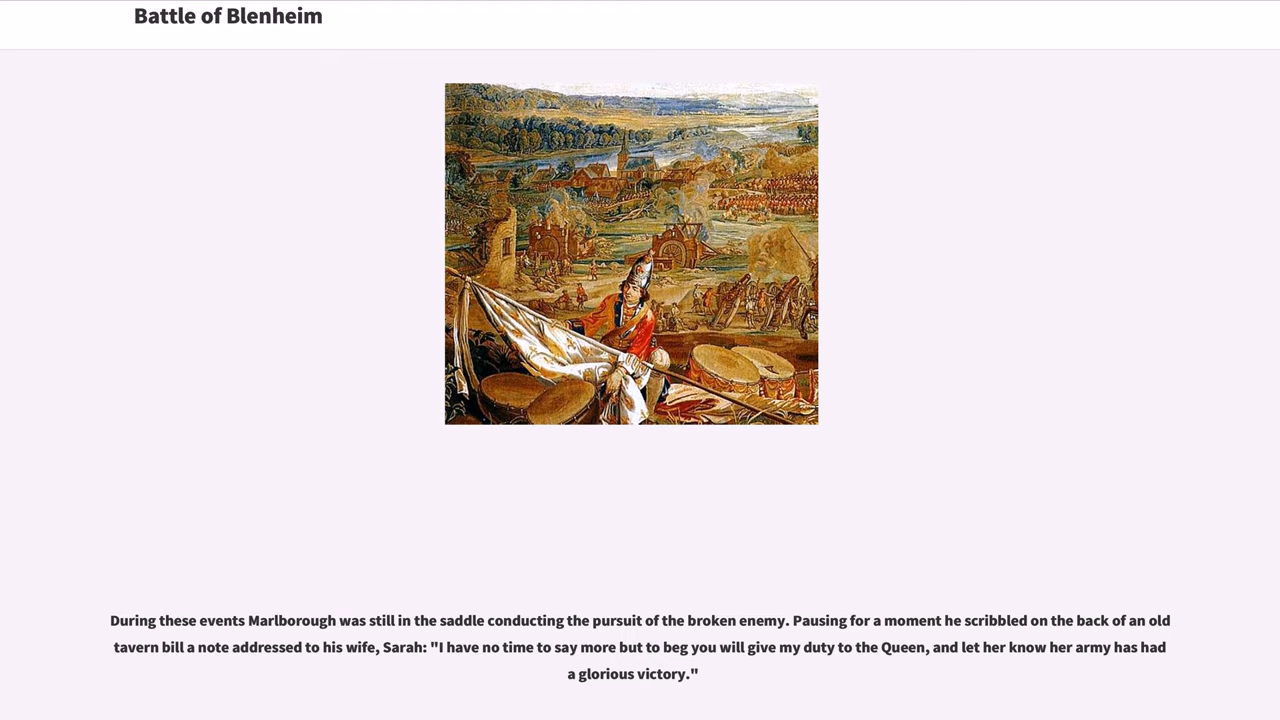 Battle of Blenheim
During these events Marlborough was still in the saddle conducting the pursuit of the broken enemy. Pausing for a moment he scribbled on the back of an old
tavern bill a note addressed to his wife, Sarah: "I have no time to say more but to beg you will give my duty to the Queen, and let her know her army has had
a glorious victory."